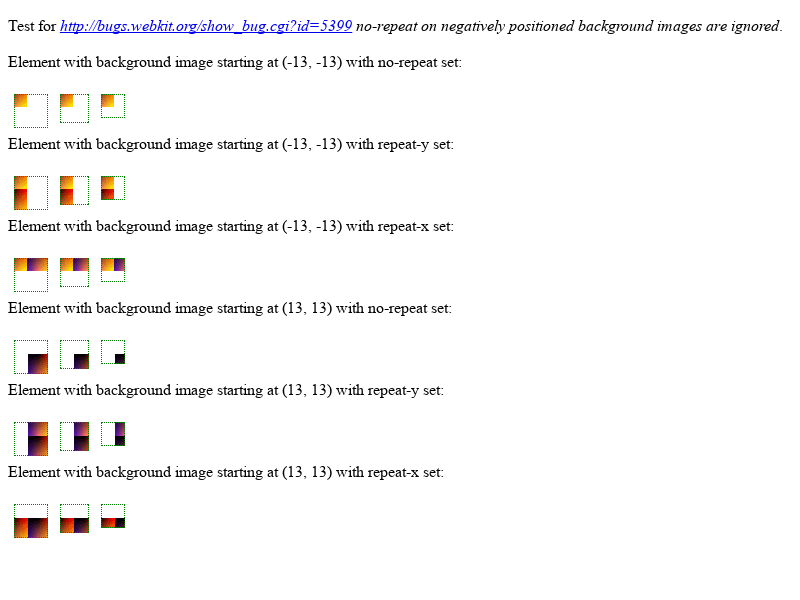 Test for http://bugs.webkit.org/show_bug.cgi?id=5399 no-repeat on negatively positioned background images are ignored.
Element with background image starting at (-13, -13) with no-repeat set:
Element with background image starting at (-13, -13) with repeat-y set:
Element with background image starting at (-13, -13) with repeat-x set:
Element with background image starting at (13, 13) with no-repeat set:
Element with background image starting at (13, 13) with repeat-y set:
Element with background image starting at (13, 13) with repeat-x set: